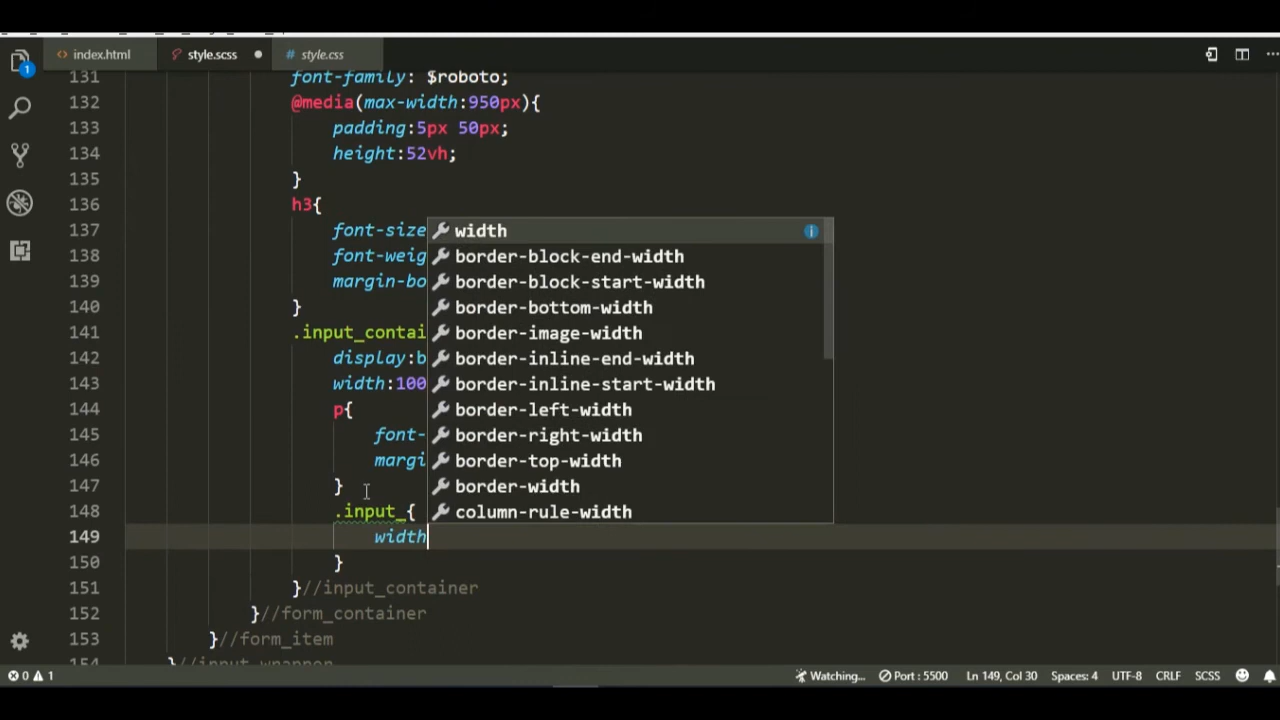 index.html
style.scss
# style.css
1
131 font-family: $roboto;
132 @media(max-width:950px){
133 padding:5px 50px;
134 height:52vh;
135 }
136 h3{
137 font-size
138 font-weig
139 margin-bo
140 }
141 .input_contai
142 display:b
143 width:100
144 p{
145 font-
146 margi
147 }
148 .input_{
149 width
150 }
151 }//input_container
152 }//form_container
153 }//form_item
154 }//input_wrapper
width
border-block-end-width
border-block-start-width
border-bottom-width
border-image-width
border-inline-end-width
border-inline-start-width
border-left-width
border-right-width
border-top-width
border-width
column-rule-width
0 1 Watching... Port : 5500 Ln 149, Col 30 Spaces: 4 UTF-8 CRLF SCSS